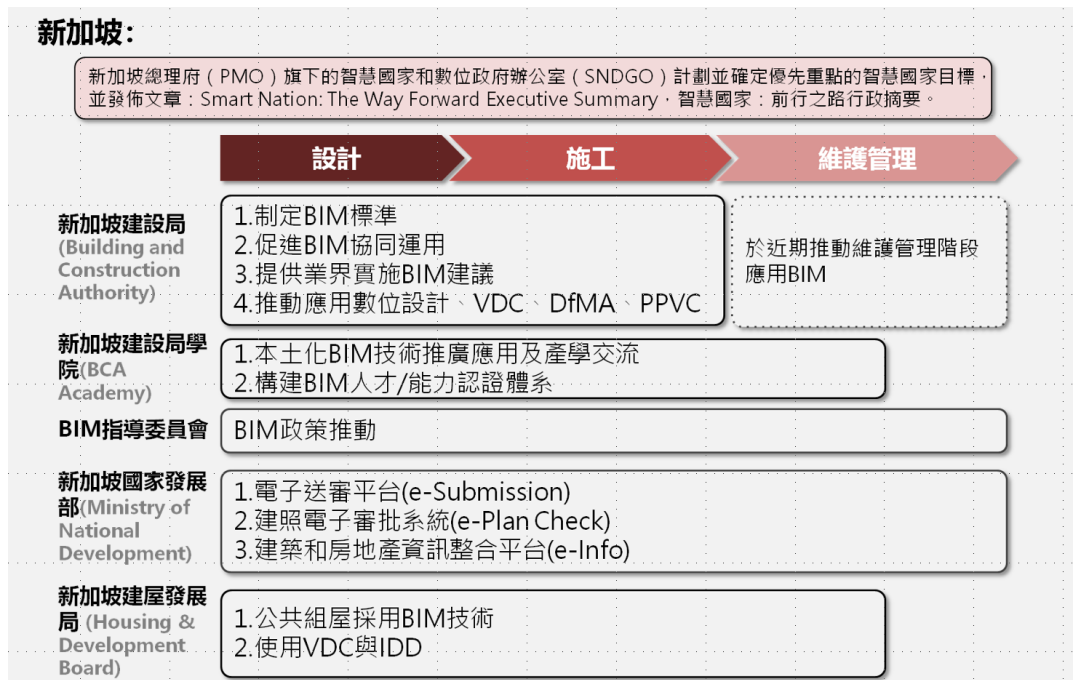 新加坡：
新加坡總理府（PMO）旗下的智慧國家和數位政府辦公室（SNDGO）計劃並確定優先重點的智慧國家目標，
並發佈文章：Smart Nation: The Way Forward Executive Summary，智慧國家：前行之路行政摘要。
設計
施工
維護管理
新加坡建設局
(Building and
Construction
Authority)
1.制定BIM標準
2.促進BIM協同運用
3.提供業界實施BIM建議
4.推動應用數位設計、VDC、DfMA、PPVC
於近期推動維護管理階段
應用BIM
新加坡建設局學
院(BCA
Academy)
1.本土化BIM技術推廣應用及產學交流
2.構建BIM人才/能力認證體系
BIM指導委員會
BIM政策推動
新加坡國家發展
部(Ministry of
National
Development)
1.電子送審平台(e-Submission)
2.建照電子審批系統(e-Plan Check)
3.建築和房地產資訊整合平台(e-Info)
新加坡建屋發展
局 (Housing &
Development
Board)
1.公共組屋採用BIM技術
2.使用VDC與IDD